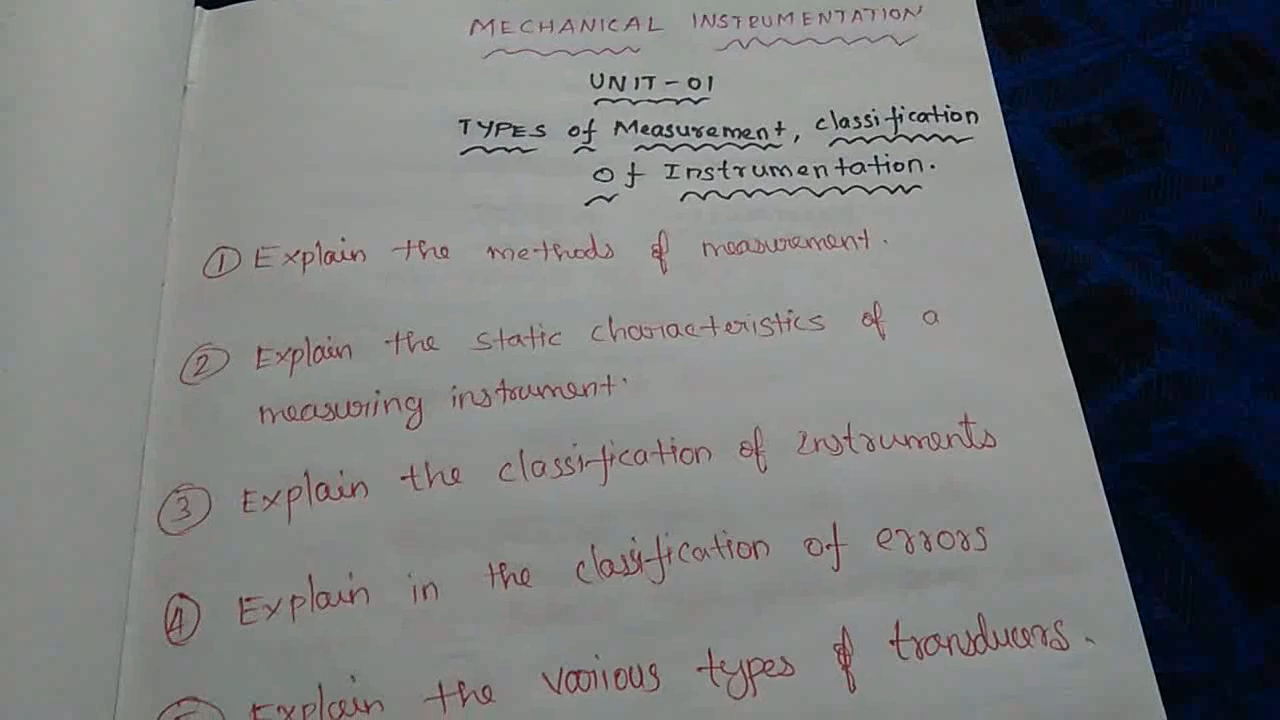 MECHANICAL INSTRUMENTATION
UNIT-01
TYPES of Measurement, classification
Of Instrumentation.
① Explain the methods of measurement.
② Explain the static characteristics of a
measuring instrument.
③ Explain the classification of instruments
④ Explain in the classification of errors
⑤ Explain the various types of transducers.